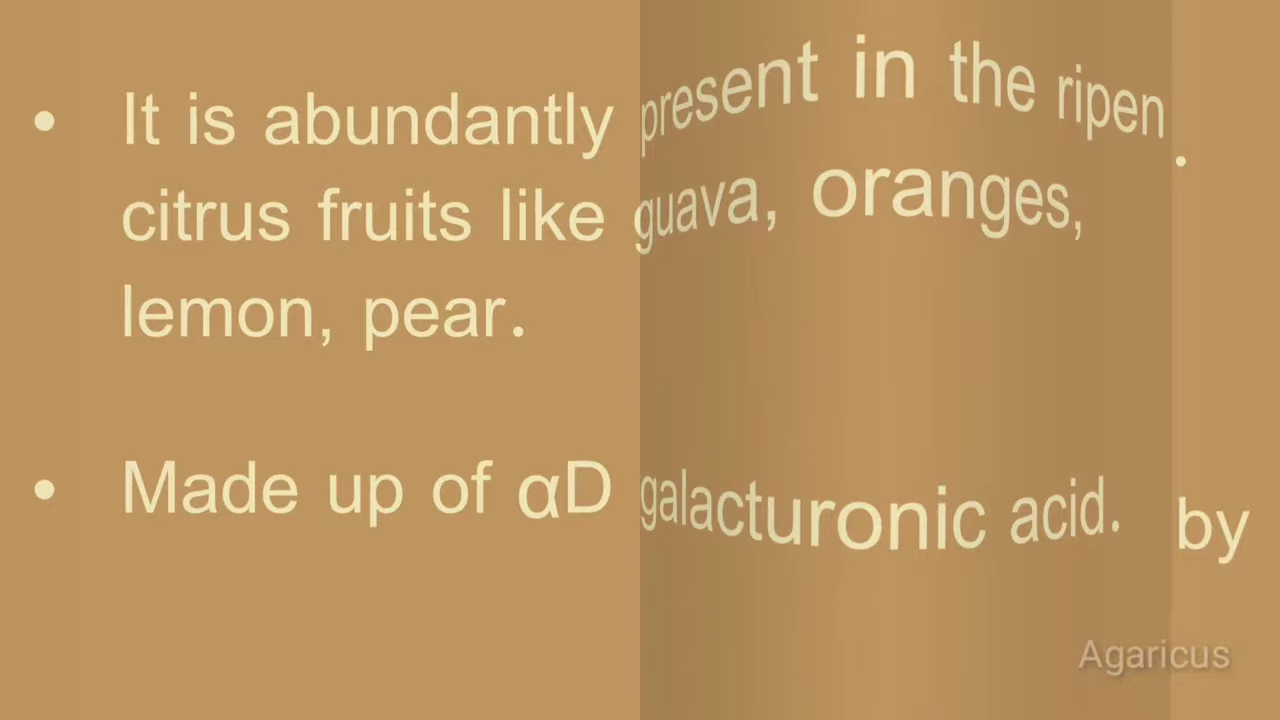 • It is abundantly present in the ripen
citrus fruits like guava, oranges,
lemon, pear.
• Made up of αD galacturonic acid.
.
by
Agaricus